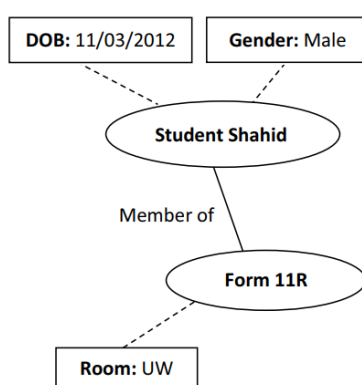 DOB: 11/03/2012
Gender: Male
Student Shahid
Member of
Form 11R
Room: UW